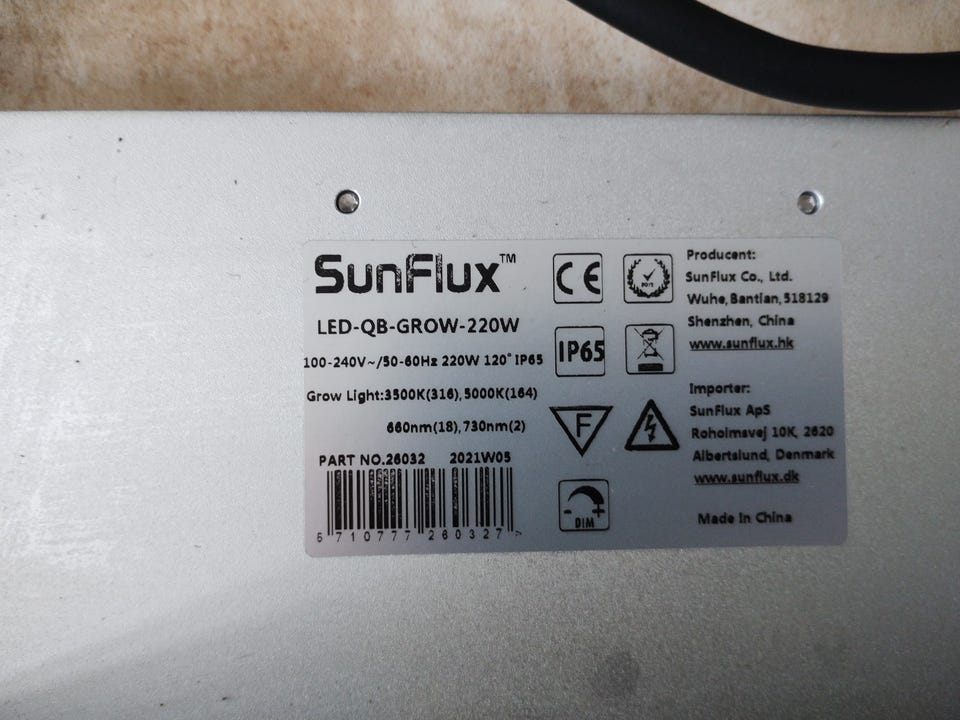 SunFlux™
LED-QB-GROW-220W
100-240V~/50-60Hz 220W 120° IP65
Grow Light:3500K(316),5000K(164)
660nm(18),730nm(2)
PART NO.26032 2021W05
5 710777 260327 >
CE
IP65
F
- DIM +
Producent:
SunFlux Co., Ltd.
Wuhe, Bantian, 518129
Shenzhen, China
www.sunflux.hk
Importer:
SunFlux ApS
Roholmsvej 10K, 2620
Albertslund, Denmark
www.sunflux.dk
Made In China